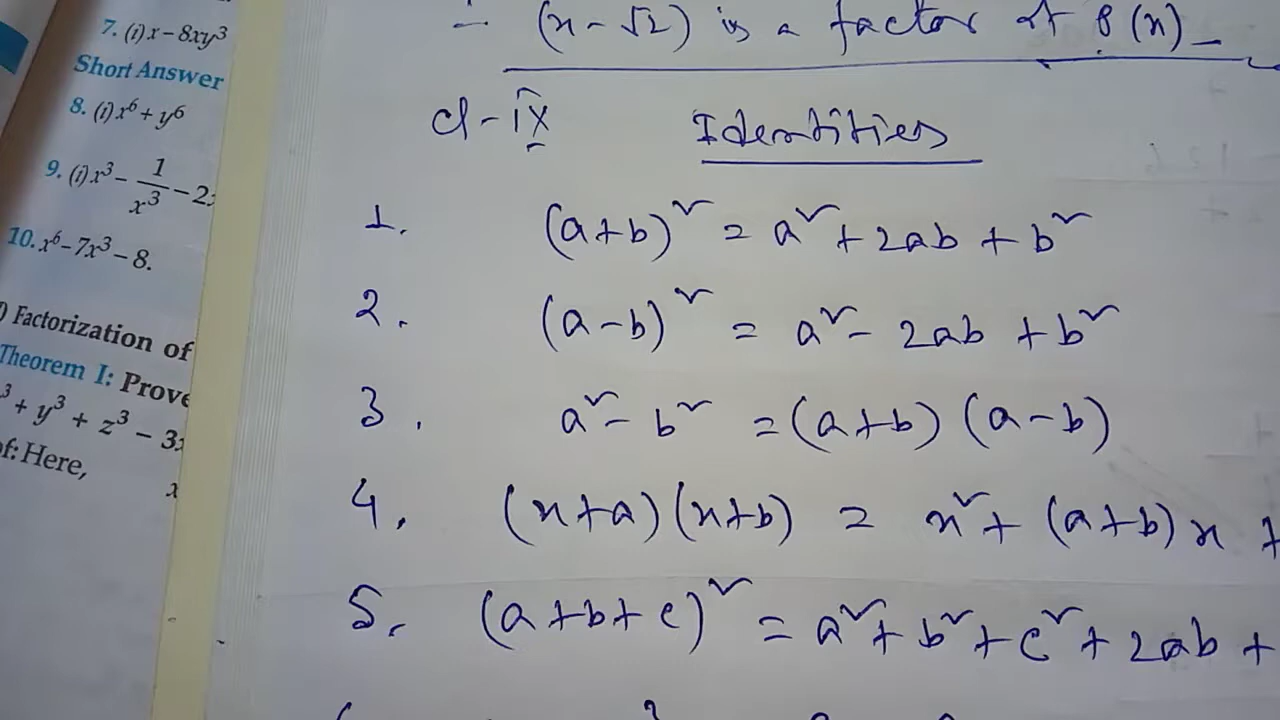 7. (i) x – 8xy³
Short Answer
8. (i) x⁶ + y⁶
9. (i) x³ – 1/x³ – 2
10. x⁶ – 7x³ – 8.
) Factorization of
Theorem I: Prove
³ + y³ + z³ – 3
f: Here,
x
∴ (x - √2) is a factor of P(x)
cl - IX Identities
1. (a+b)² = a² + 2ab + b²
2. (a-b)² = a² - 2ab + b²
3. a² - b² = (a+b) (a-b)
4. (x+a) (x+b) = x² + (a+b) x +
5. (a+b+c)² = a² + b² + c² + 2ab +